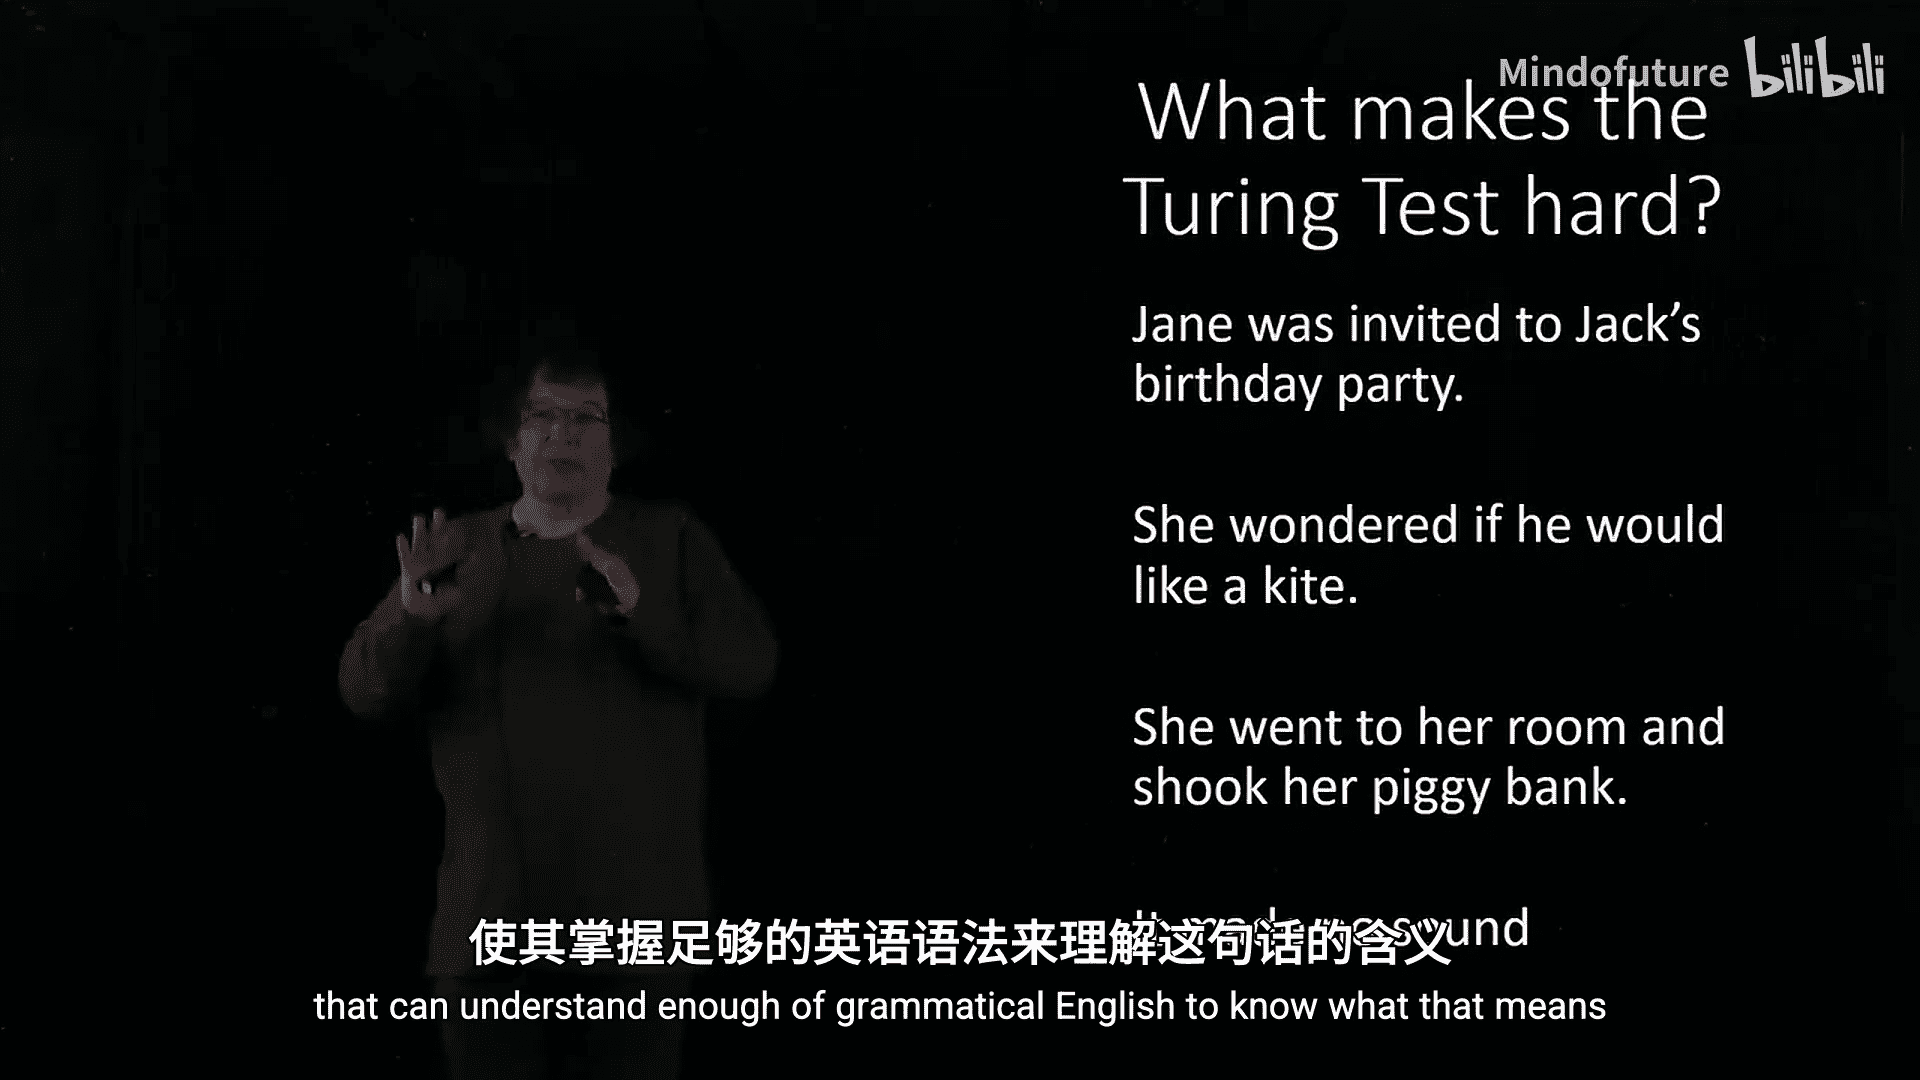 Mindofuture bilibili
What makes the
Turing Test hard?
Jane was invited to Jack's
birthday party.
She wondered if he would
like a kite.
She went to her room and
shook her piggy bank.
sound
使其掌握足够的英语语法来理解这句话的含义
that can understand enough of grammatical English to know what that means